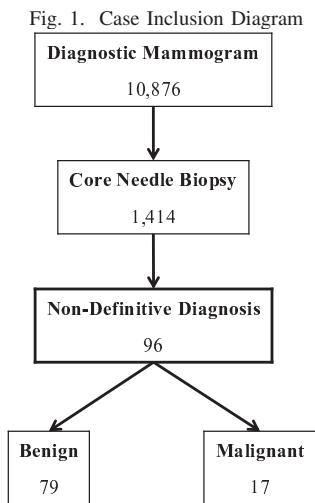 Fig. 1. Case Inclusion Diagram
Diagnostic Mammogram
10,876
Core Needle Biopsy
1,414
Non-Definitive Diagnosis
96
Benign
79
Malignant
17